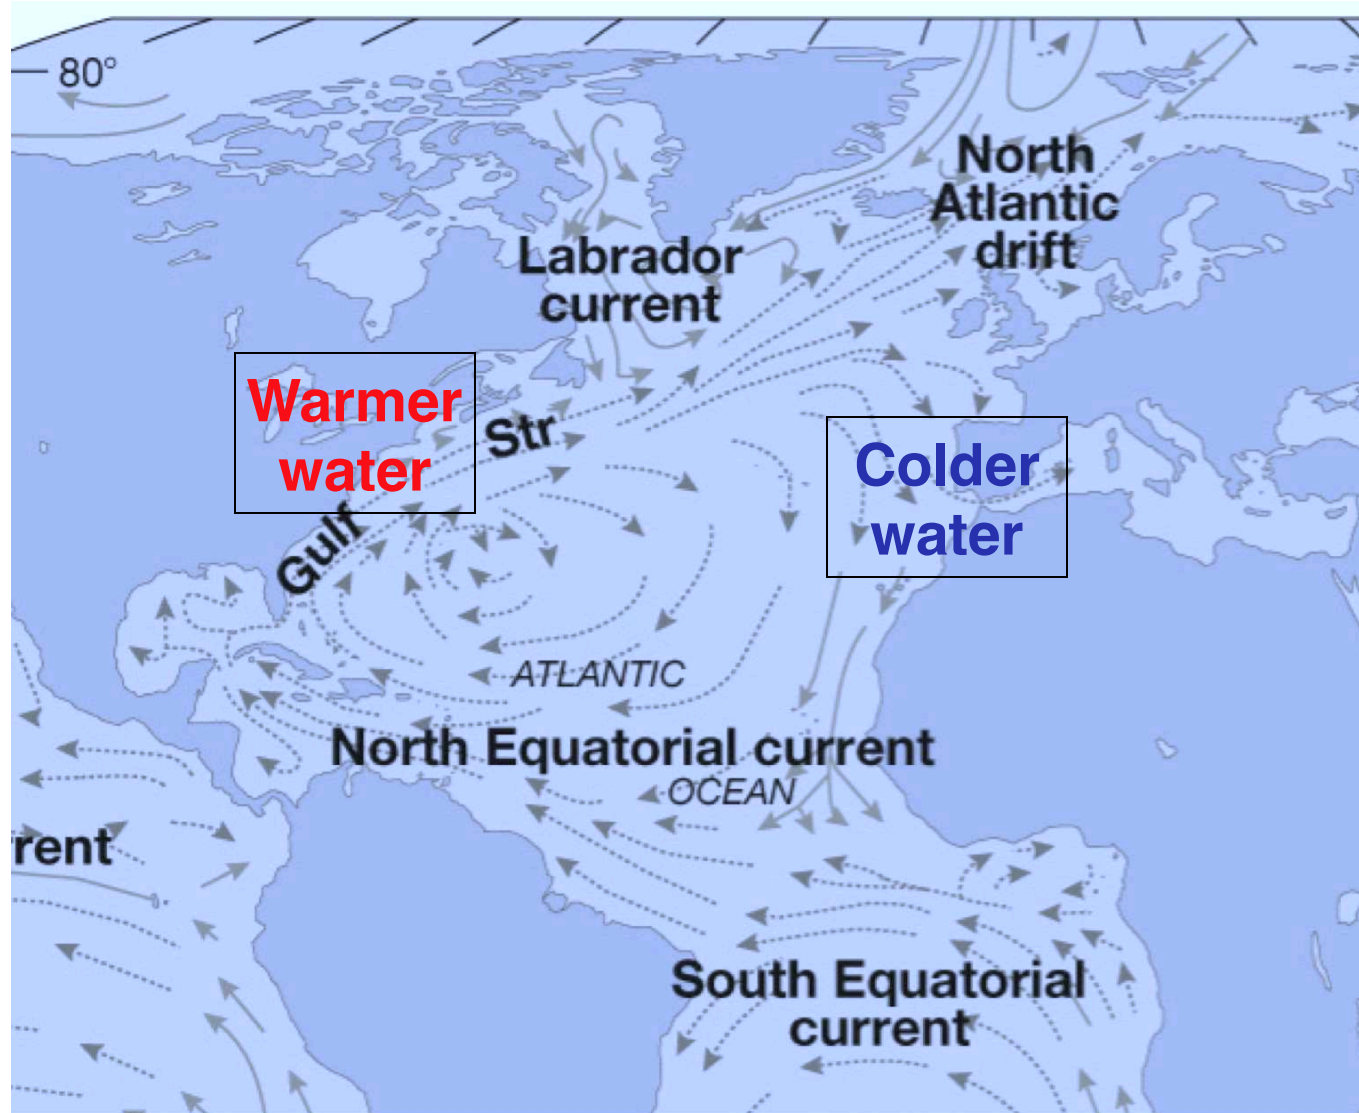 80°
North
Atlantic
drift
Labrador
current
Warmer
water
Gulf Str
Colder
water
ATLANTIC
North Equatorial current
OCEAN
rrent
South Equatorial
current